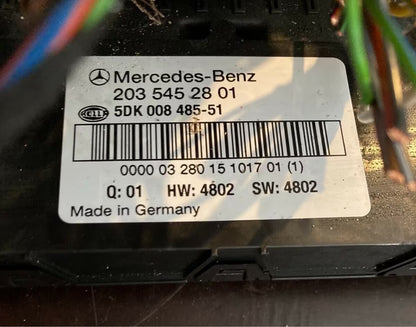 Mercedes-Benz
203 545 28 01
HELLA 5DK 008 485-51
0000 03 280 15 1017 01 (1)
Q: 01 HW: 4802 SW: 4802
Made in Germany